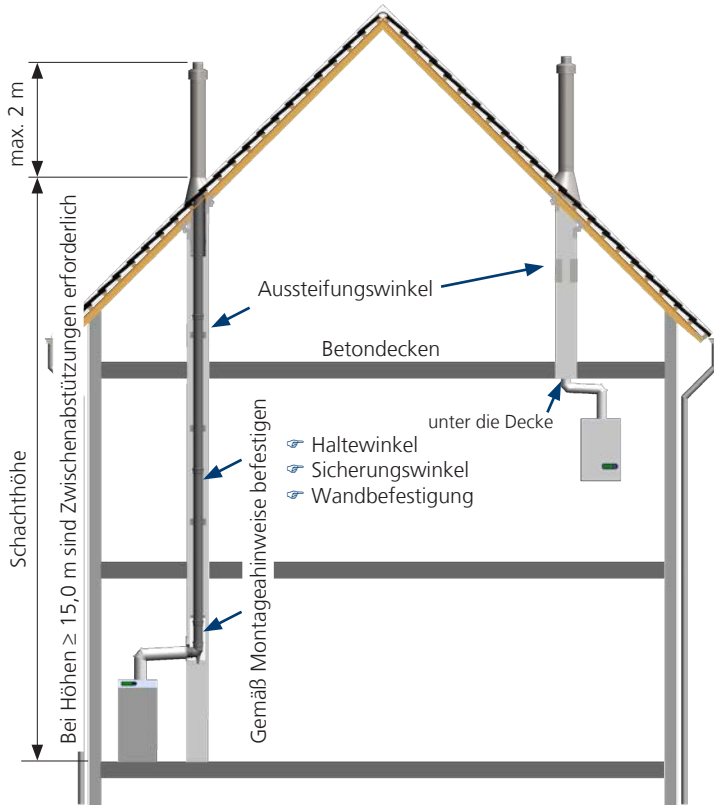 max. 2 m
Schachthöhe
Bei Höhen ≥ 15,0 m sind Zwischenabstützungen erforderlich
Aussteifungswinkel
Betondecken
unter die Decke
☞ Haltewinkel
☞ Sicherungswinkel
☞ Wandbefestigung
Gemäß Montageahinweise befestigen